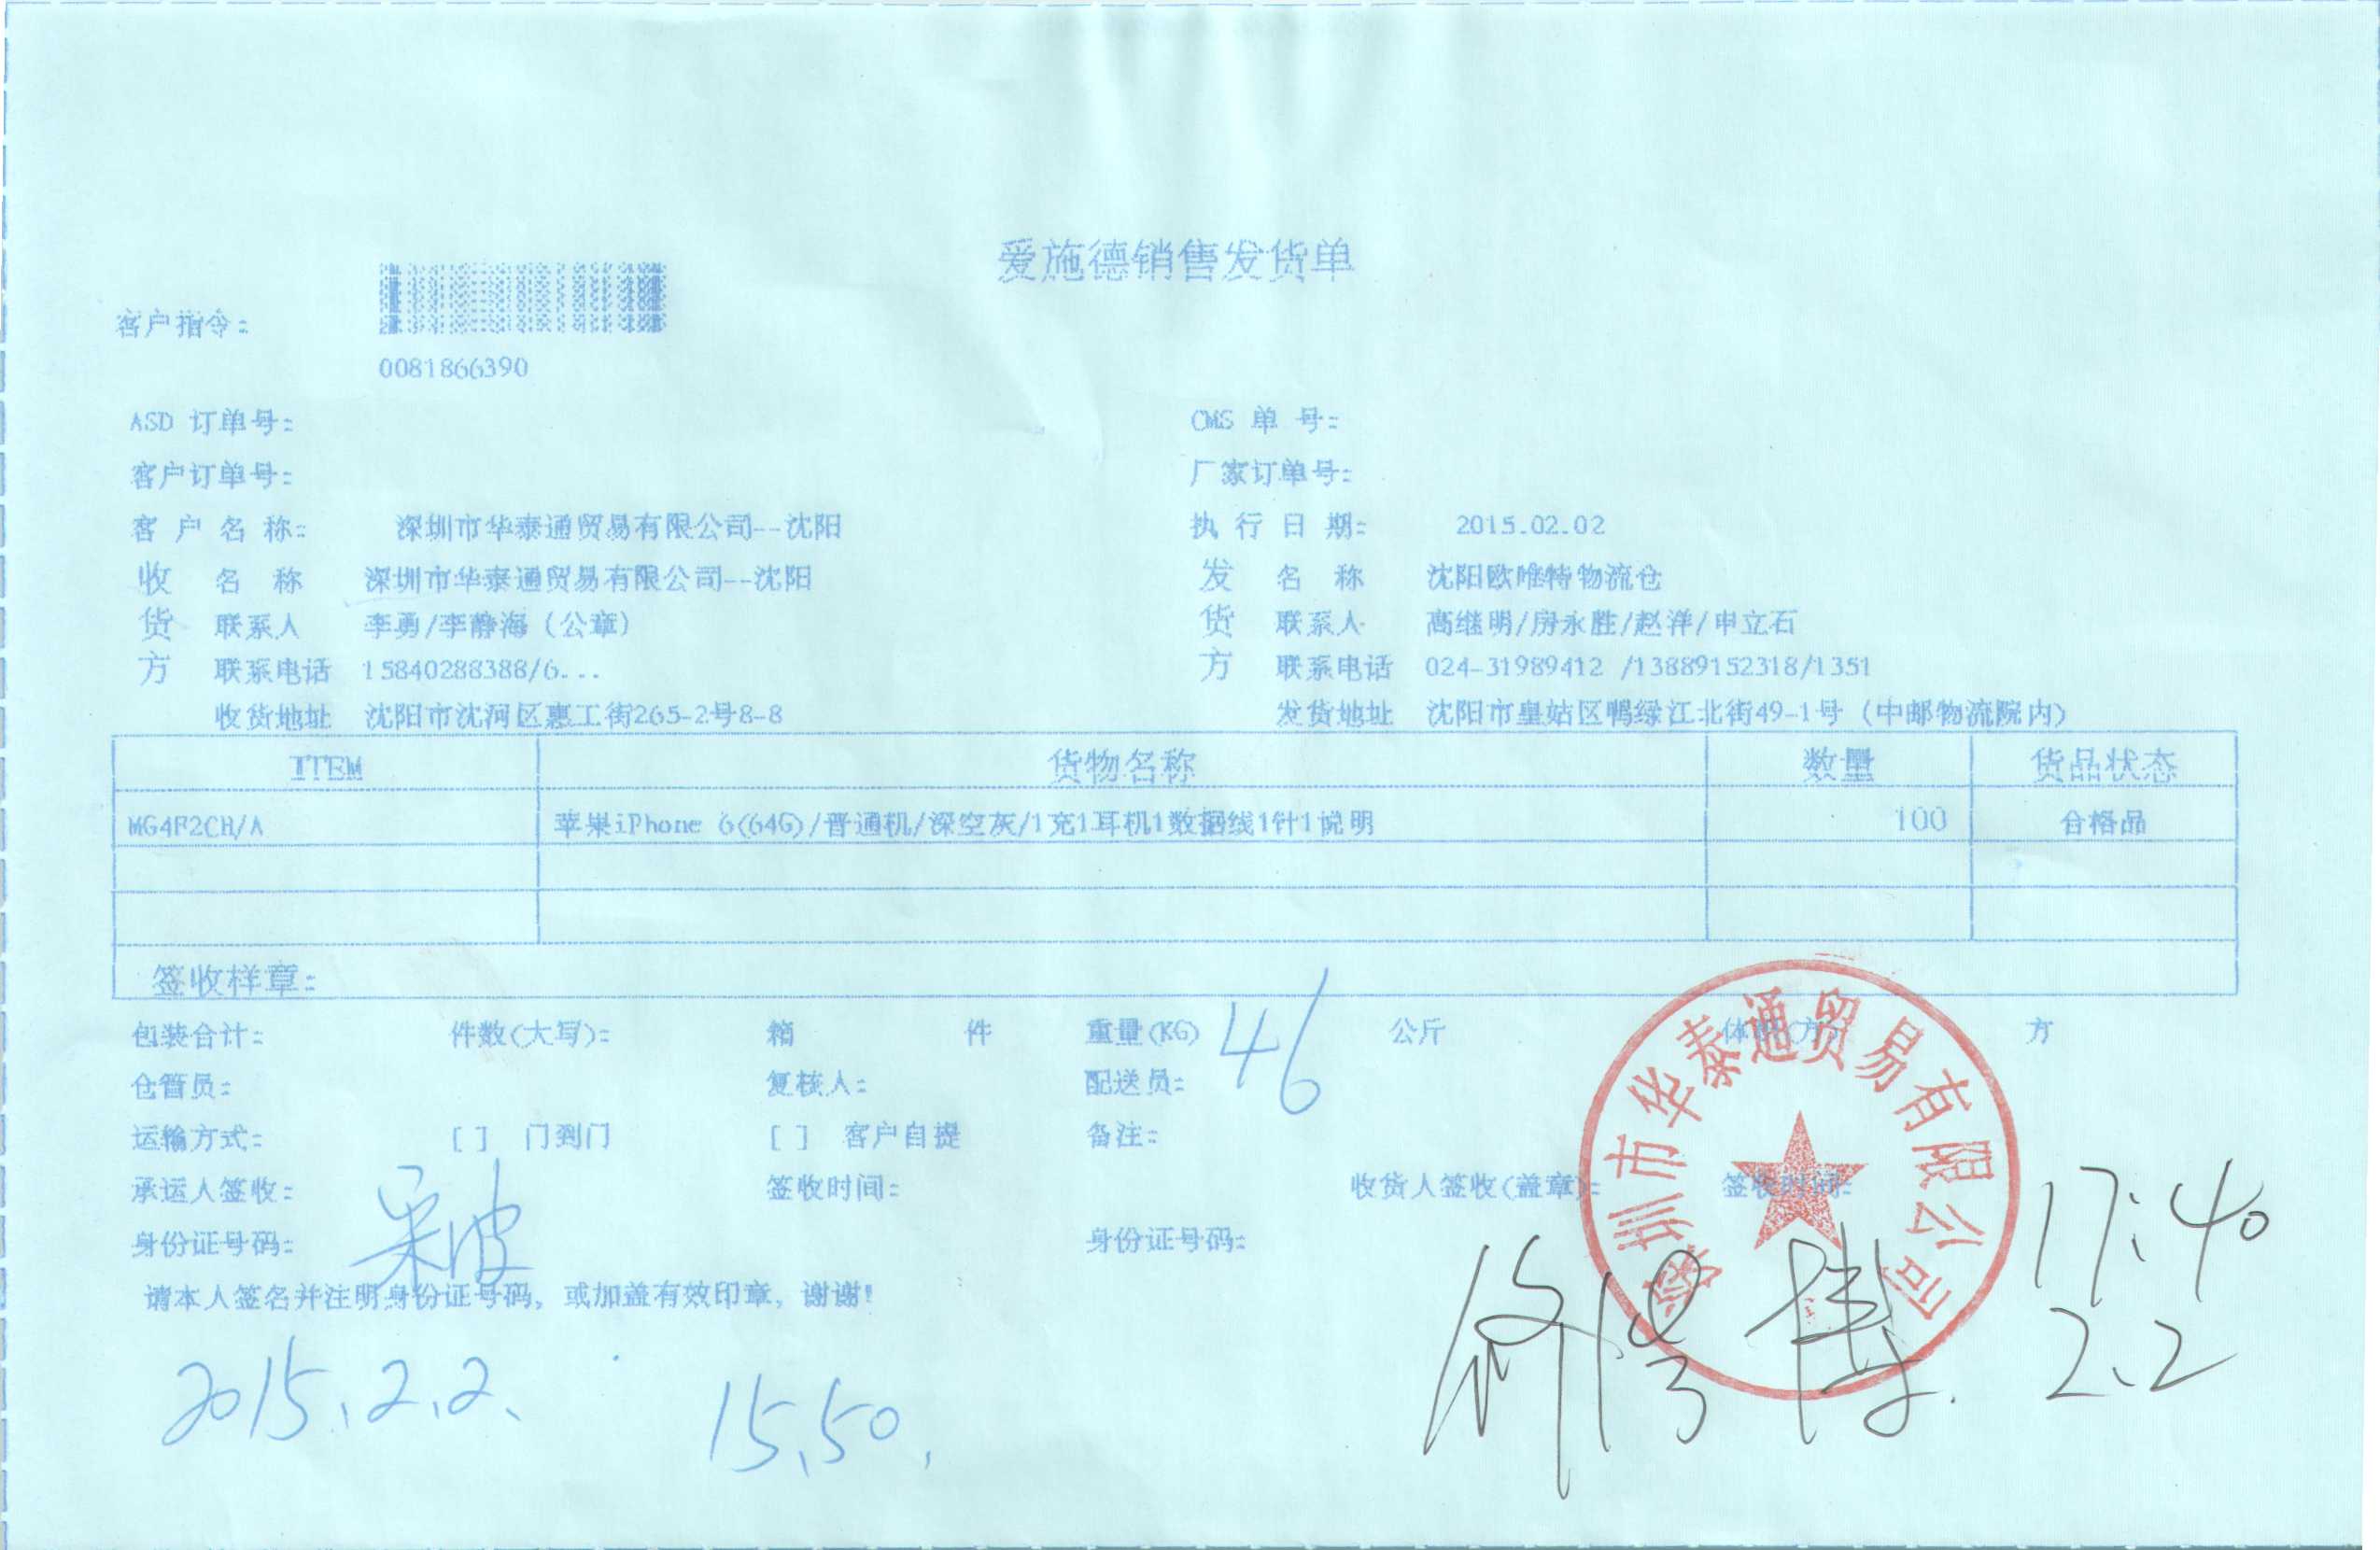 爱施德销售发货单
客户指令:
0081866390
ASD 订单号: CMS 单 号:
客户订单号: 厂家订单号:
客 户 名 称: 深圳市华泰通贸易有限公司--沈阳 执 行 日 期: 2015.02.02
收 名 称 深圳市华泰通贸易有限公司--沈阳 发 名 称 沈阳欧唯特物流仓
货 联系人 李勇/李静海(公章) 货 联系人 高继明/房永胜/赵洋/申立石
方 联系电话 15840288388/6... 方 联系电话 024-31989412 /13889152318/1351
收货地址 沈阳市沈河区惠工街265-2号8-8 发货地址 沈阳市皇姑区鸭绿江北街49-1号(中邮物流院内)
ITEM 货物名称 数量 货品状态
MG4F2CH/A 苹果iPhone 6(64G)/普通机/深空灰/1充1耳机1数据线1针1说明 100 合格品
签收样章:
包装合计: 件数(大写): 箱 件 重量(KG) 46 公斤 体积(方) 方
仓管员: 复核人: 配送员:
运输方式: [ ] 门到门 [ ] 客户自提 备注:
承运人签收: 签收时间: 收货人签收(盖章): 签收时间: 17:40
身份证号码: 身份证号码:
请本人签名并注明身份证号码, 或加盖有效印章, 谢谢!
2015.2.2. 15.50. 2.2
深圳市华泰通贸易有限公司